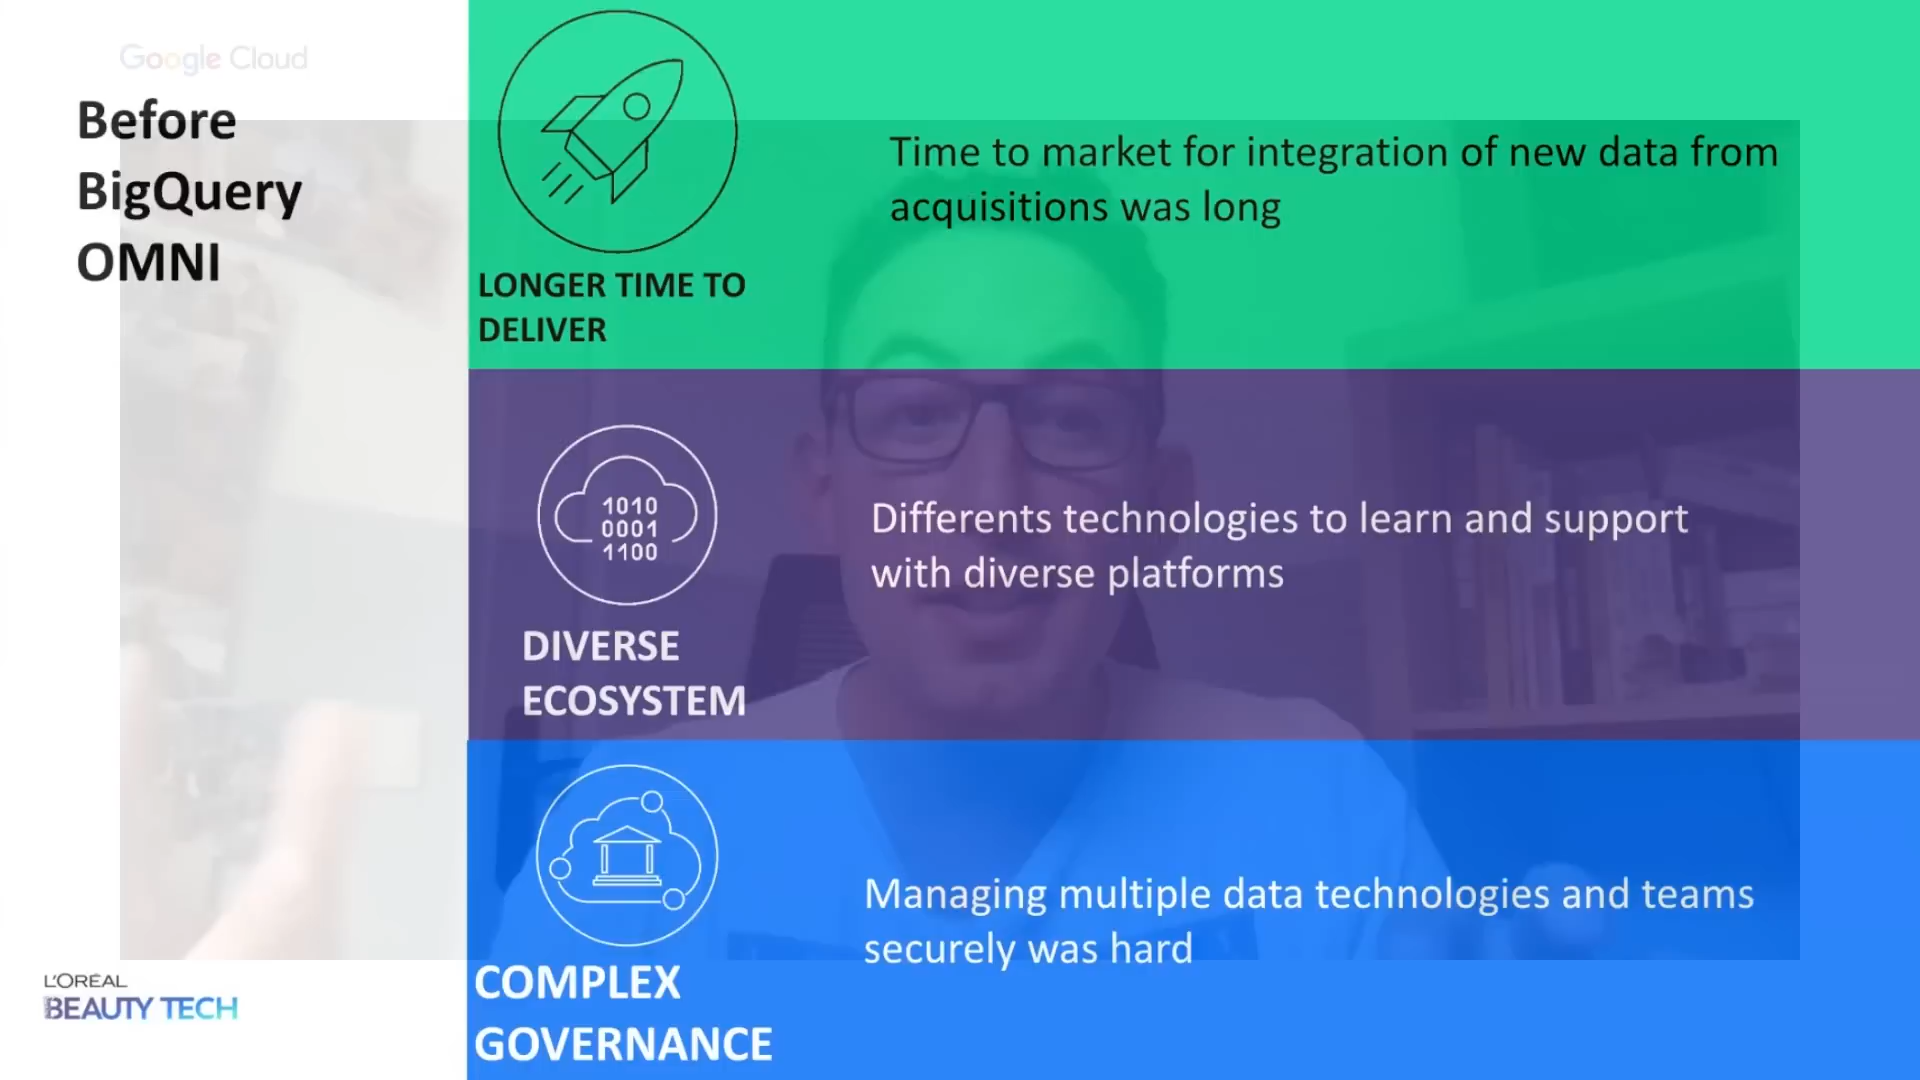 Google Cloud
Before
BigQuery
OMNI
LONGER TIME TO
DELIVER
Time to market for integration of new data from
acquisitions was long
1010
0001
1100
DIVERSE
ECOSYSTEM
Differents technologies to learn and support
with diverse platforms
COMPLEX
GOVERNANCE
Managing multiple data technologies and teams
securely was hard
L'ORÉAL
BEAUTY TECH